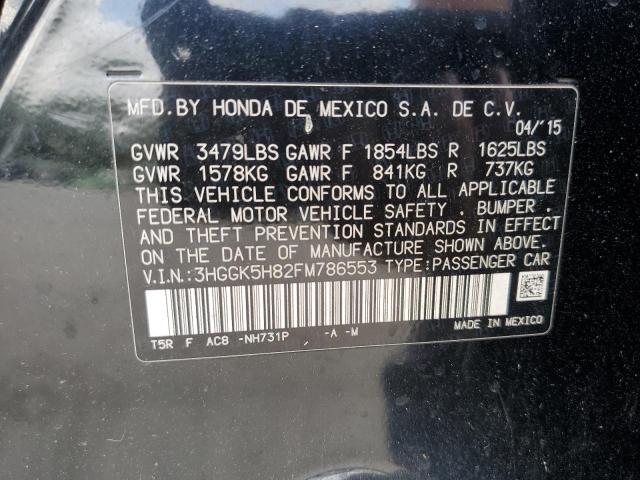 MFD.BY HONDA DE MEXICO S.A. DE C.V.
04/'15
GVWR 3479LBS GAWR F 1854LBS R 1625LBS
GVWR 1578KG GAWR F 841KG R 737KG
THIS VEHICLE CONFORMS TO ALL APPLICABLE
FEDERAL MOTOR VEHICLE SAFETY . BUMPER .
AND THEFT PREVENTION STANDARDS IN EFFECT
ON THE DATE OF MANUFACTURE SHOWN ABOVE.
V.I.N.:3HGGK5H82FM786553 TYPE:PASSENGER CAR
MADE IN MEXICO
T5R F AC8 -NH731P -A -M